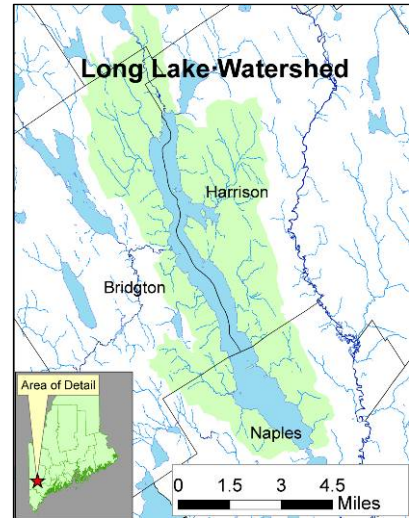 Long Lake Watershed
Harrison
Bridgton
Area of Detail
Naples
0 1.5 3 4.5
Miles